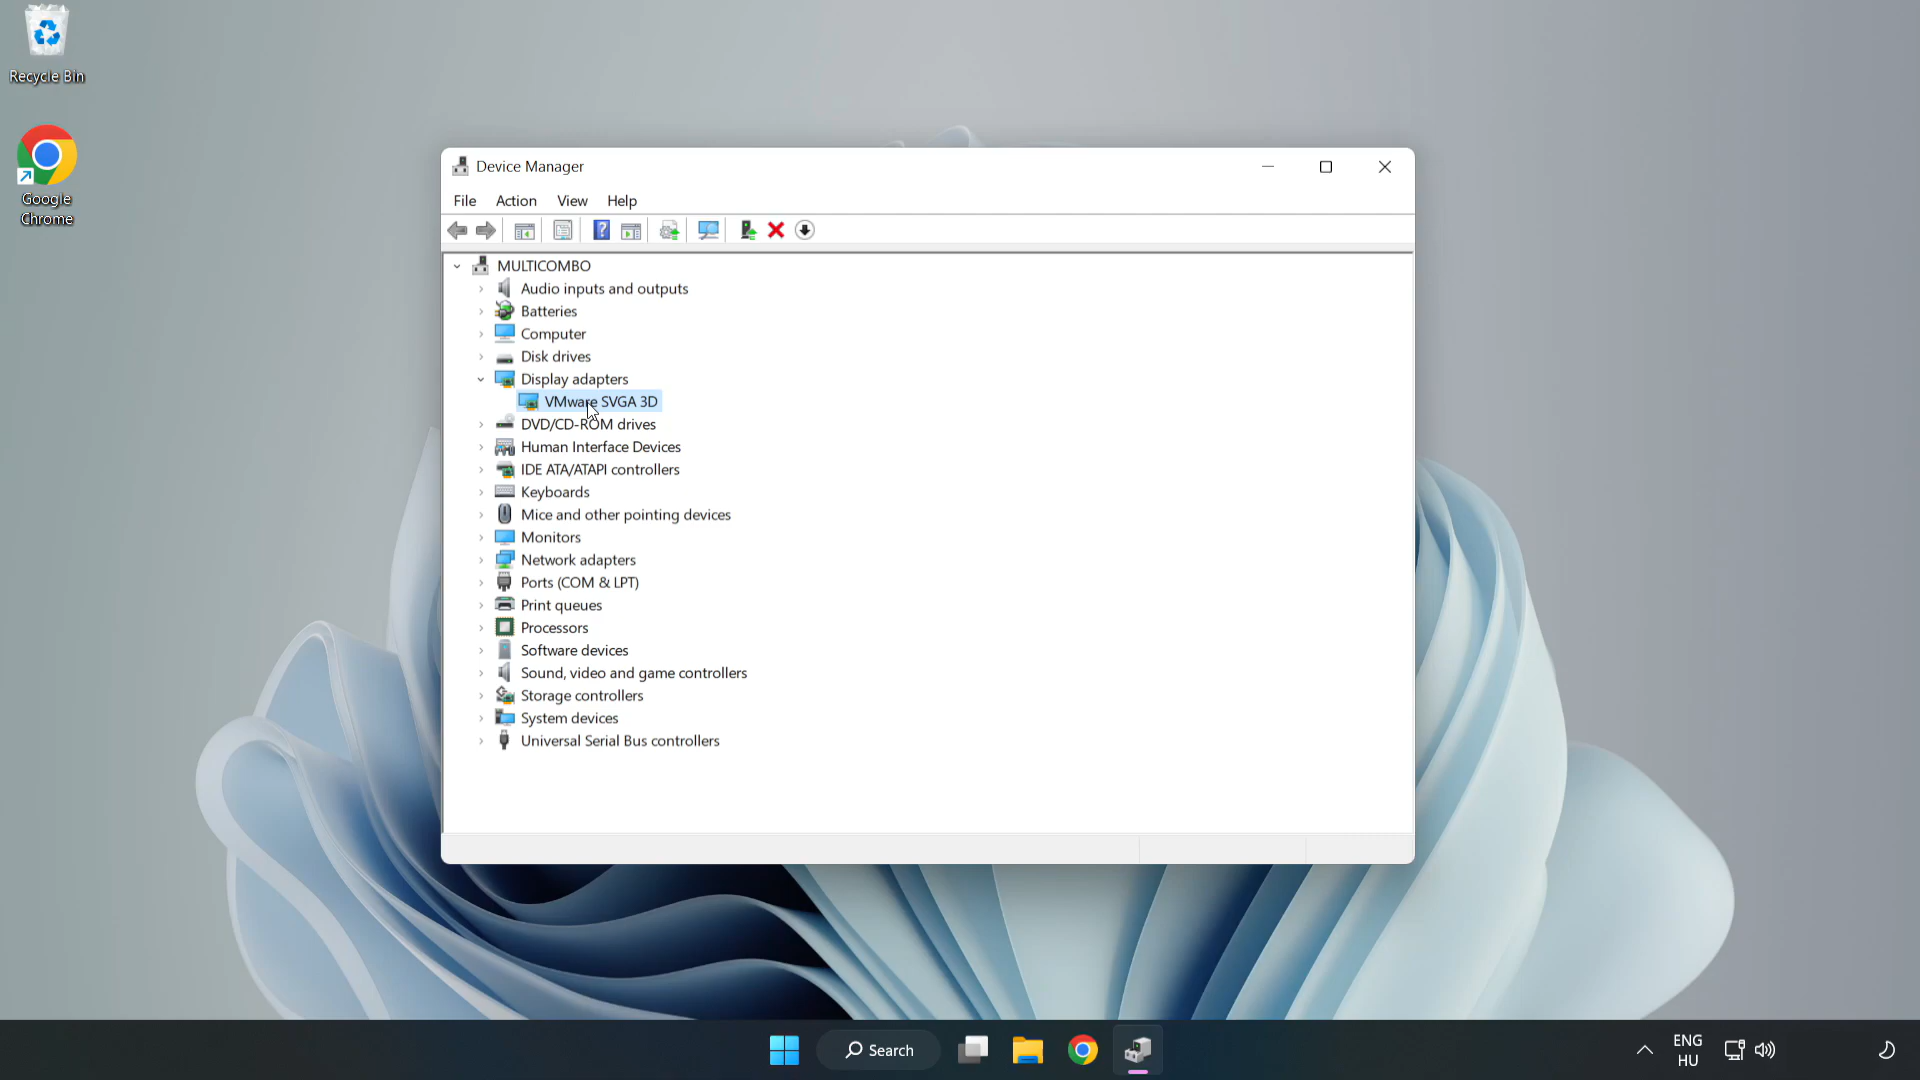 Recycle Bin
Google
Chrome
Device Manager
File Action View Help
MULTICOMBO
Audio inputs and outputs
Batteries
Computer
Disk drives
Display adapters
VMware SVGA 3D
DVD/CD-ROM drives
Human Interface Devices
IDE ATA/ATAPI controllers
Keyboards
Mice and other pointing devices
Monitors
Network adapters
Ports (COM & LPT)
Print queues
Processors
Software devices
Sound, video and game controllers
Storage controllers
System devices
Universal Serial Bus controllers
Search
ENG
HU